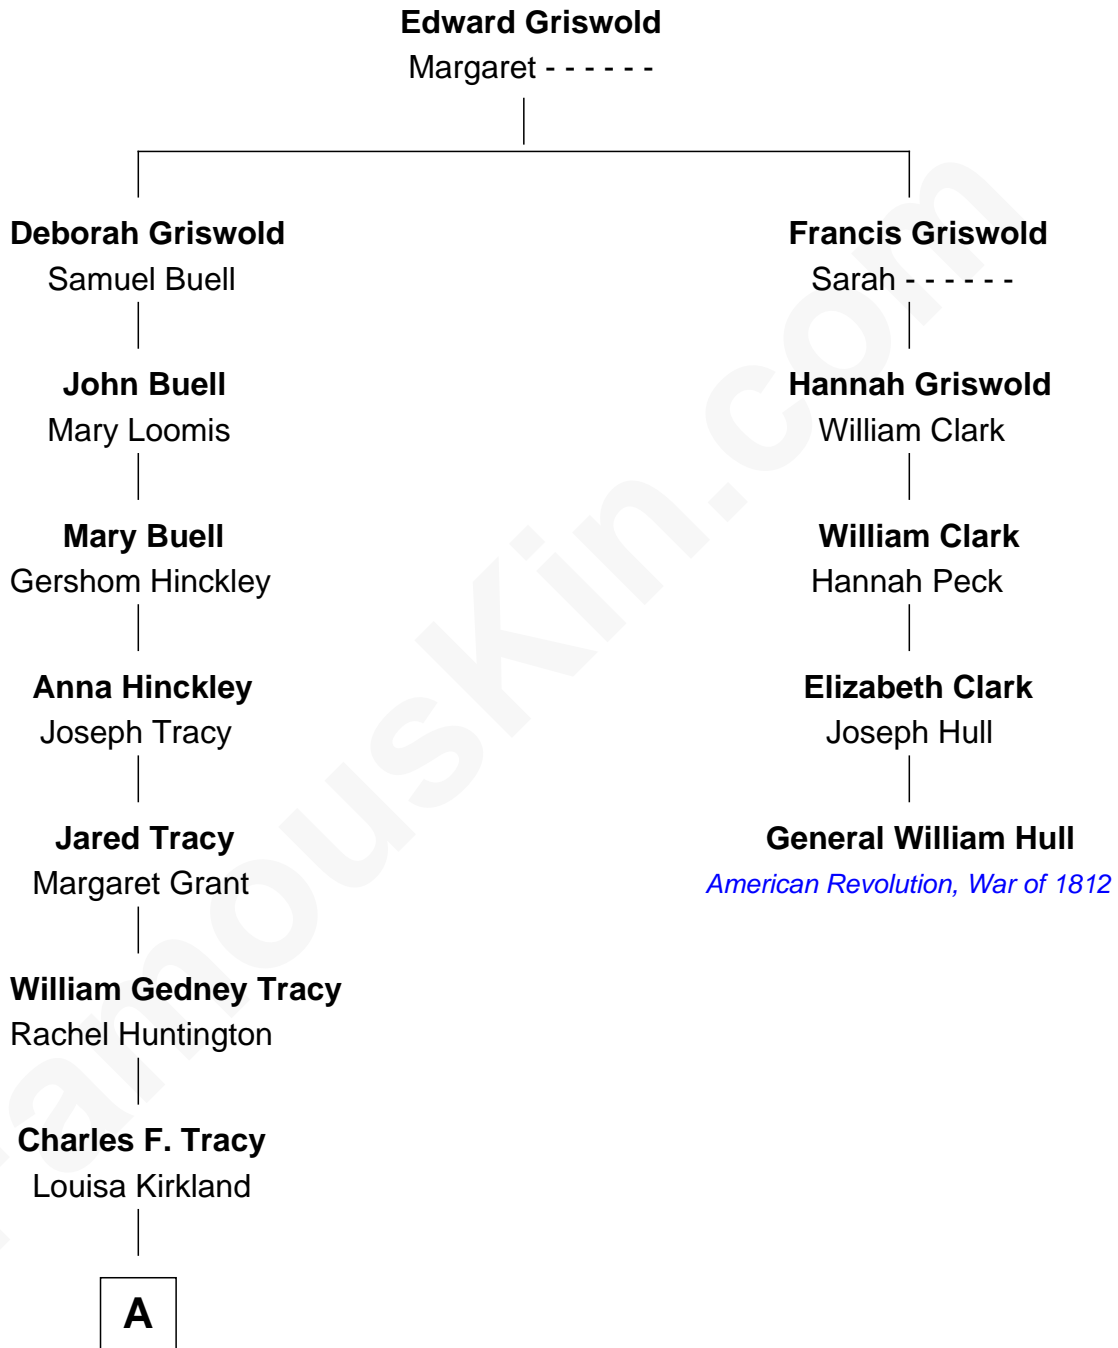 Edward Griswold
Margaret - - - - - -
Deborah Griswold
Samuel Buell
Francis Griswold
Sarah - - - - - -
John Buell
Mary Loomis
Hannah Griswold
William Clark
Mary Buell
Gershom Hinckley
William Clark
Hannah Peck
Anna Hinckley
Joseph Tracy
Elizabeth Clark
Joseph Hull
Jared Tracy
Margaret Grant
General William Hull
American Revolution, War of 1812
William Gedney Tracy
Rachel Huntington
Charles F. Tracy
Louisa Kirkland
A
FamousKin.com